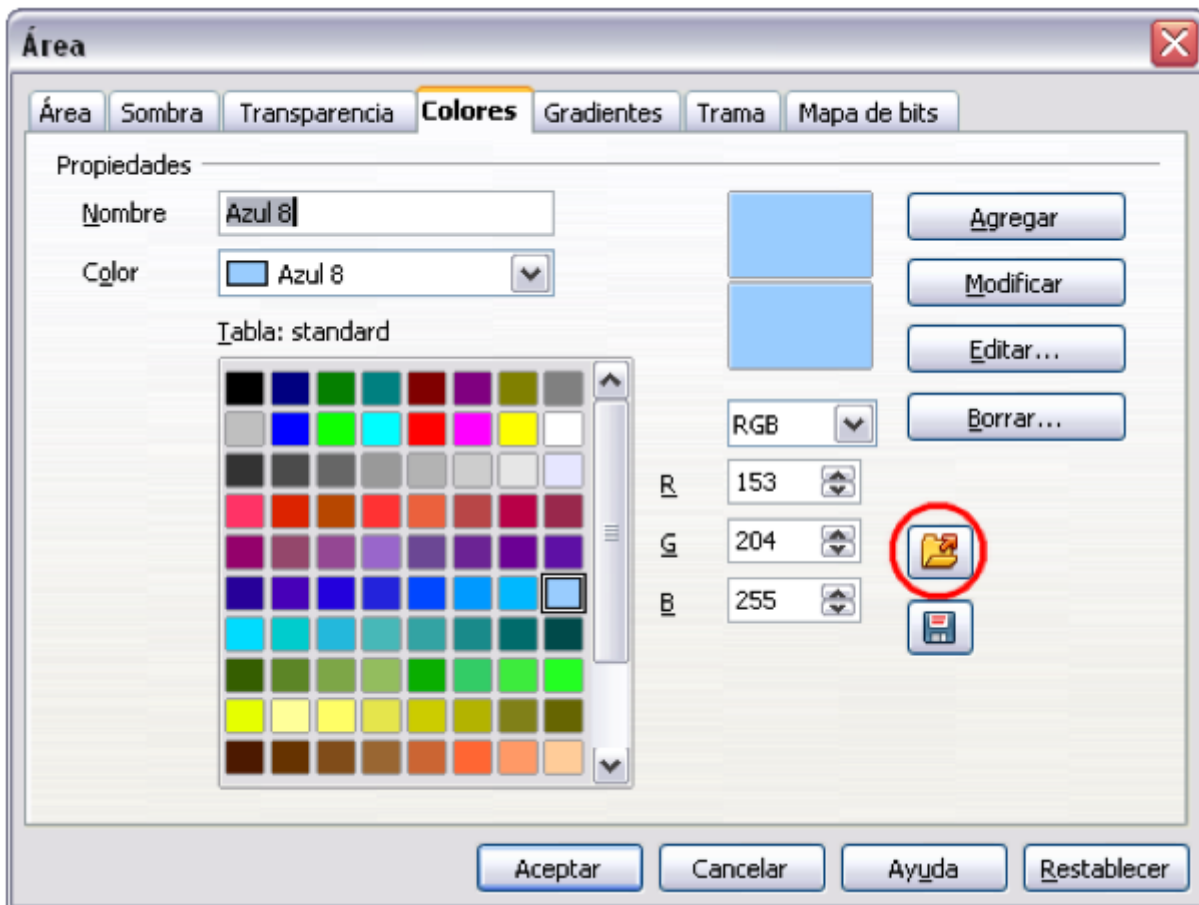 Área
Área Sombra Transparencia Colores Gradientes Trama Mapa de bits
Propiedades
Nombre Azul 8 Agregar
Color Azul 8 Modificar
Tabla: standard Editar...
RGB Borrar...
R 153
G 204
B 255
Aceptar Cancelar Ayuda Restablecer